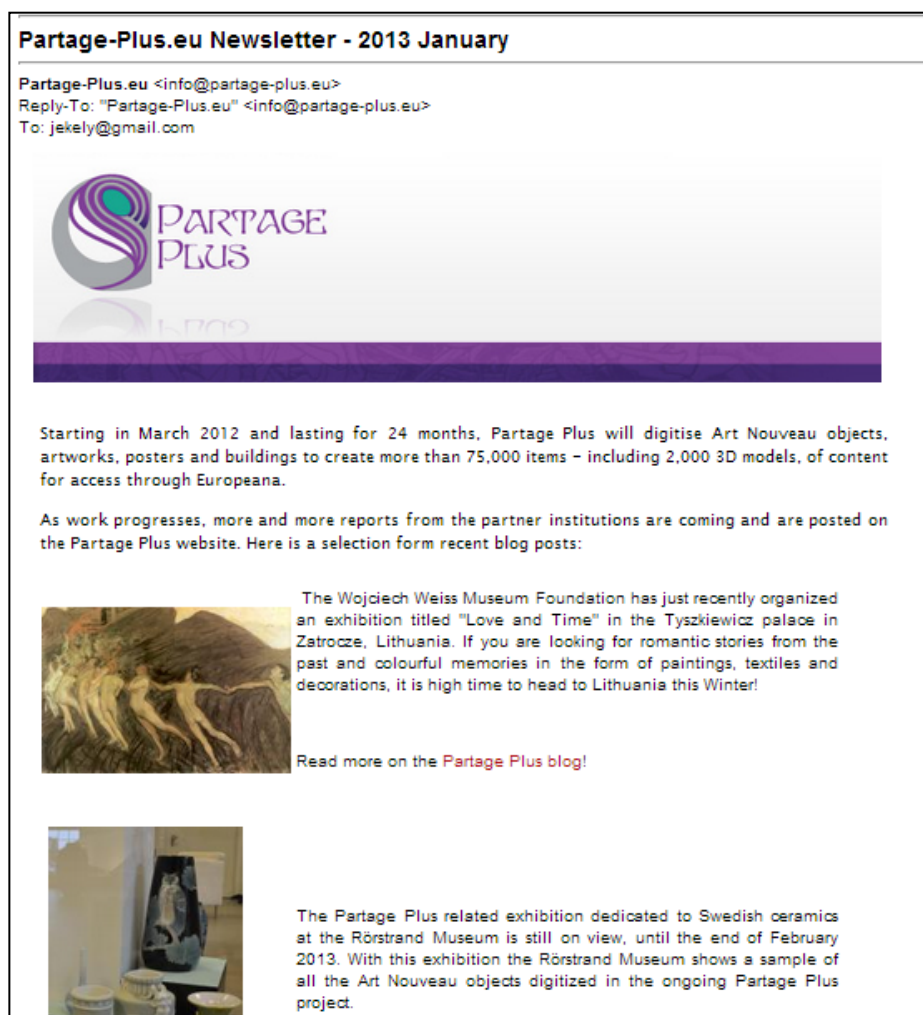 Partage-Plus.eu Newsletter - 2013 January
Partage-Plus.eu <info@partage-plus.eu>
Reply-To: "Partage-Plus.eu" <info@partage-plus.eu>
To: jekely@gmail.com
PARTAGE
PLUS
Starting in March 2012 and lasting for 24 months, Partage Plus will digitise Art Nouveau objects,
artworks, posters and buildings to create more than 75,000 items – including 2,000 3D models, of content
for access through Europeana.
As work progresses, more and more reports from the partner institutions are coming and are posted on
the Partage Plus website. Here is a selection form recent blog posts:
The Wojciech Weiss Museum Foundation has just recently organized
an exhibition titled "Love and Time" in the Tyszkiewicz palace in
Zatrocze, Lithuania. If you are looking for romantic stories from the
past and colourful memories in the form of paintings, textiles and
decorations, it is high time to head to Lithuania this Winter!
Read more on the Partage Plus blog!
The Partage Plus related exhibition dedicated to Swedish ceramics
at the Rörstrand Museum is still on view, until the end of February
2013. With this exhibition the Rörstrand Museum shows a sample of
all the Art Nouveau objects digitized in the ongoing Partage Plus
project.